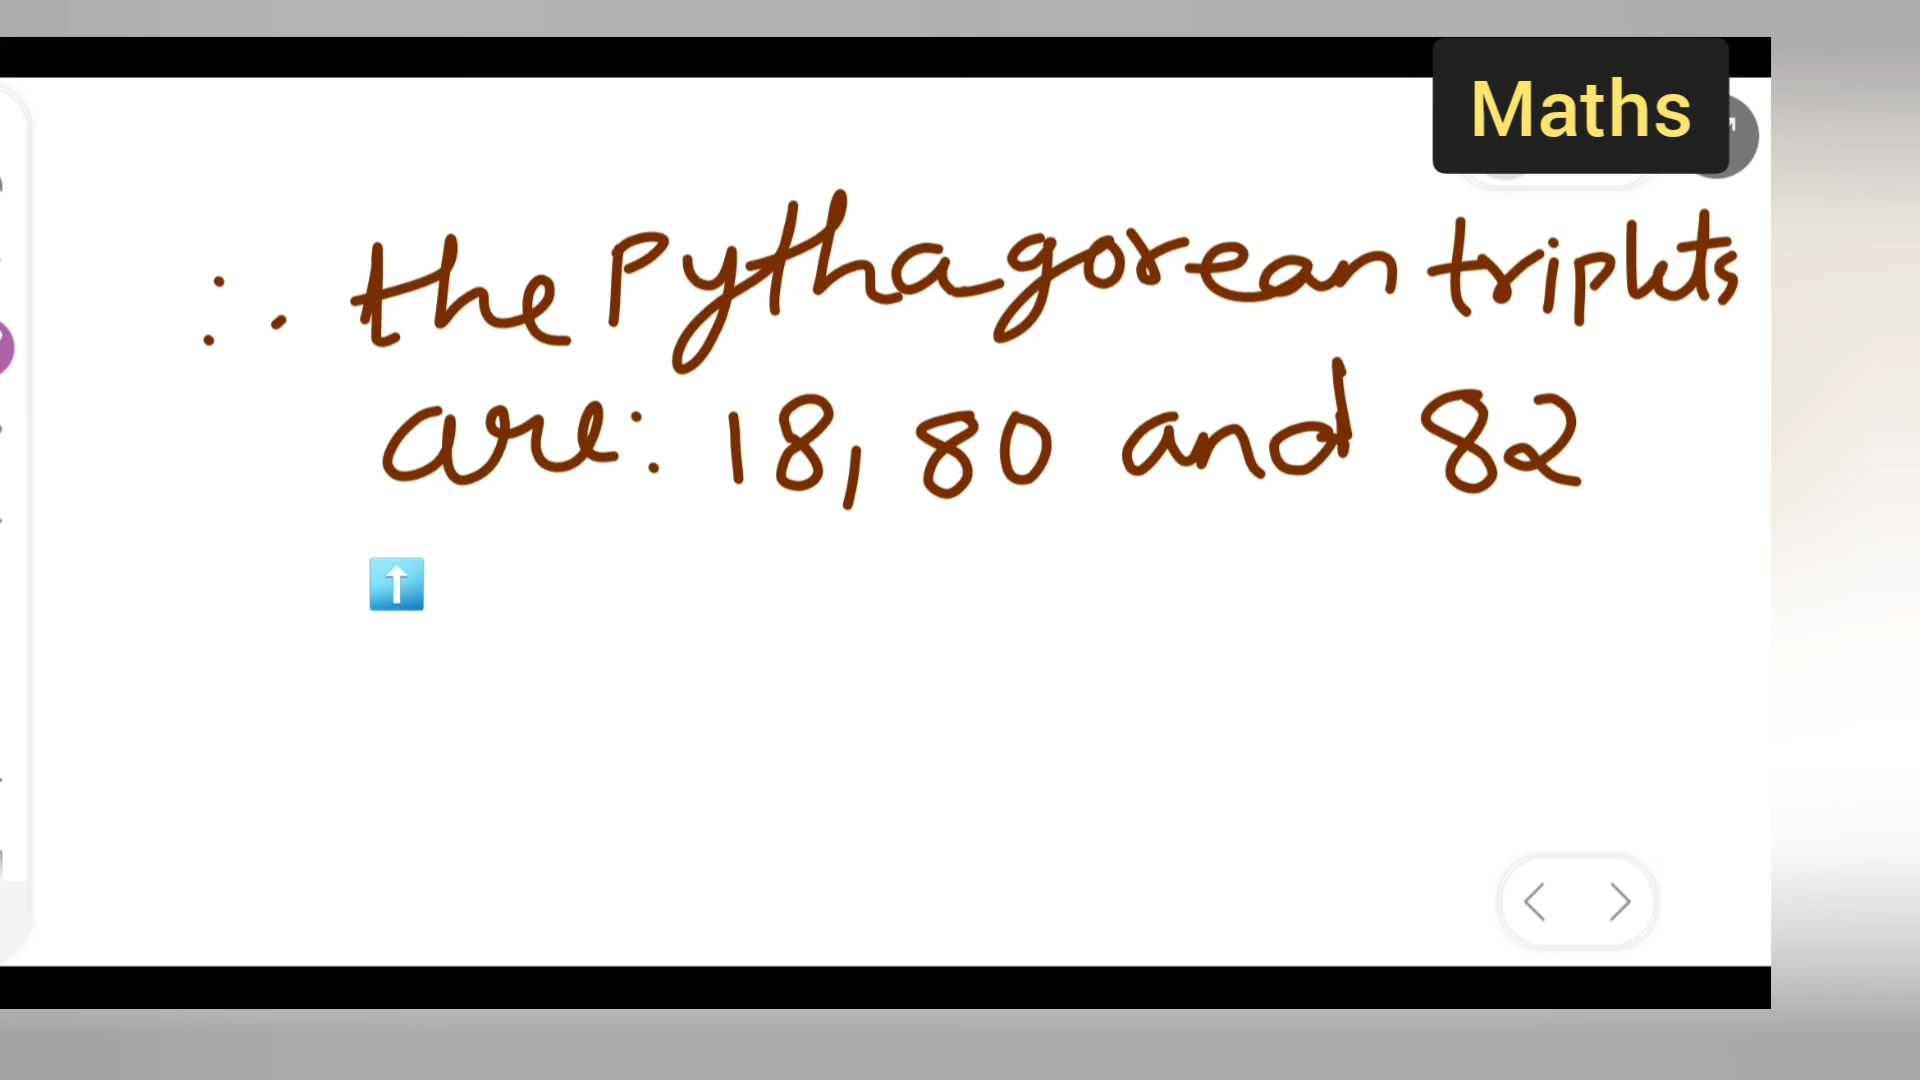 Maths
∴ the Pythagorean triplets
are: 18, 80 and 82